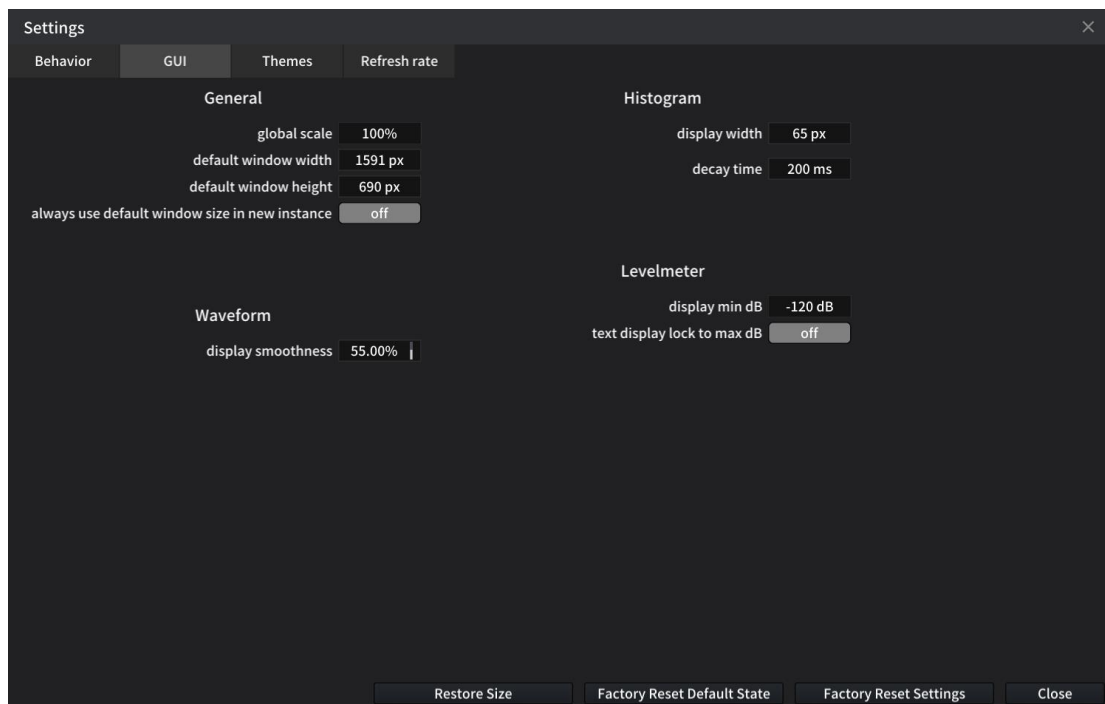 Settings
Behavior GUI Themes Refresh rate
General
global scale 100%
default window width 1591 px
default window height 690 px
always use default window size in new instance off
Waveform
display smoothness 55.00%
Histogram
display width 65 px
decay time 200 ms
Levelmeter
display min dB -120 dB
text display lock to max dB off
Restore Size Factory Reset Default State Factory Reset Settings Close